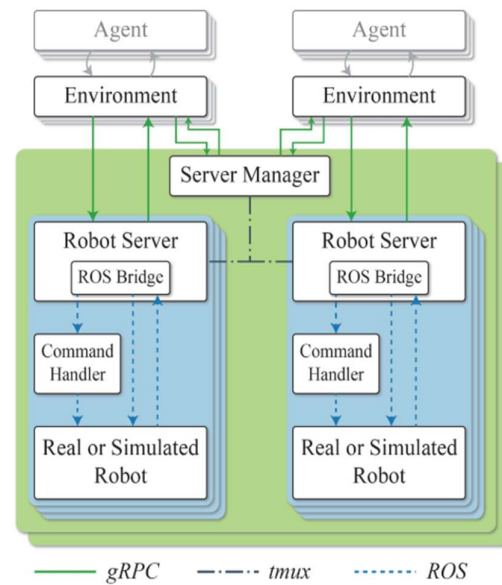 Agent
Agent
Environment
Environment
Server Manager
Robot Server
Robot Server
ROS Bridge
ROS Bridge
Command
Handler
Command
Handler
Real or Simulated
Robot
Real or Simulated
Robot
gRPC
tmux
ROS